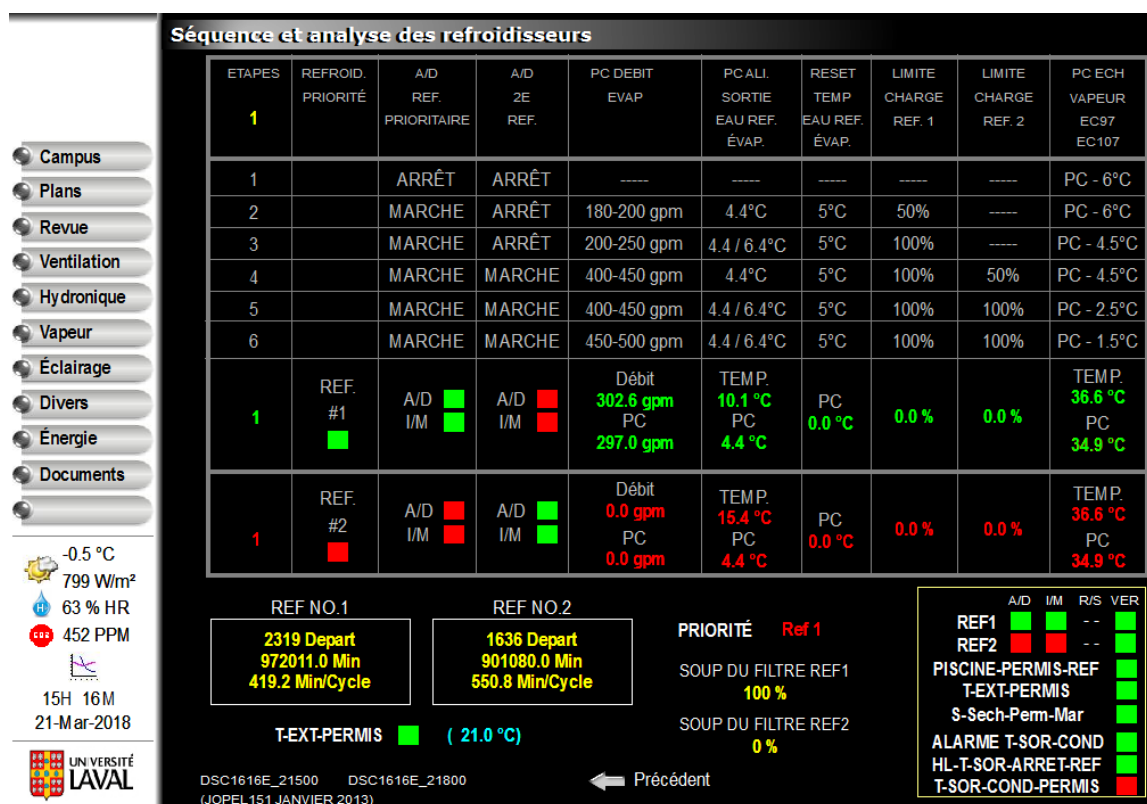 Séquence et analyse des refroidisseurs
ETAPES REFROID. A/D A/D PC DEBIT PC ALI. RESET LIMITE LIMITE PC ECH
PRIORITÉ REF. 2E EVAP SORTIE TEMP CHARGE CHARGE VAPEUR
1 PRIORITAIRE REF. EAU REF. EAU REF. REF. 1 REF. 2 EC97
ÉVAP. ÉVAP. EC107
1 ARRÊT ARRÊT ----- ----- ----- ----- ----- PC - 6°C
2 MARCHE ARRÊT 180-200 gpm 4.4°C 5°C 50% ----- PC - 6°C
3 MARCHE ARRÊT 200-250 gpm 4.4 / 6.4°C 5°C 100% ----- PC - 4.5°C
4 MARCHE MARCHE 400-450 gpm 4.4°C 5°C 100% 50% PC - 4.5°C
5 MARCHE MARCHE 400-450 gpm 4.4 / 6.4°C 5°C 100% 100% PC - 2.5°C
6 MARCHE MARCHE 450-500 gpm 4.4 / 6.4°C 5°C 100% 100% PC - 1.5°C
REF. Débit TEMP. TEMP.
#1 A/D A/D 302.6 gpm 10.1 °C PC 36.6 °C
1 I/M I/M PC PC 0.0 °C 0.0 % 0.0 % PC
297.0 gpm 4.4 °C 34.9 °C
REF. Débit TEMP. TEMP.
#2 A/D A/D 0.0 gpm 15.4 °C PC 36.6 °C
1 I/M I/M PC PC 0.0 °C 0.0 % 0.0 % PC
0.0 gpm 4.4 °C 34.9 °C
Campus
Plans
Revue
Ventilation
Hydronique
Vapeur
Éclairage
Divers
Énergie
Documents
-0.5 °C
799 W/m²
H
63 % HR
CO2
452 PPM
15H 16M
21-Mar-2018
UNIVERSITÉ
LAVAL
REF NO.1
2319 Depart
972011.0 Min
419.2 Min/Cycle
REF NO.2
1636 Depart
901080.0 Min
550.8 Min/Cycle
T-EXT-PERMIS ( 21.0 °C)
PRIORITÉ Ref 1
SOUP DU FILTRE REF1
100 %
SOUP DU FILTRE REF2
0 %
A/D I/M R/S VER
REF1 - -
REF2 - -
PISCINE-PERMIS-REF
T-EXT-PERMIS
S-Sech-Perm-Mar
ALARME T-SOR-COND
HL-T-SOR-ARRET-REF
T-SOR-COND-PERMIS
DSC1616E_21500 DSC1616E_21800
(JOPEL151 JANVIER 2013)
Précédent